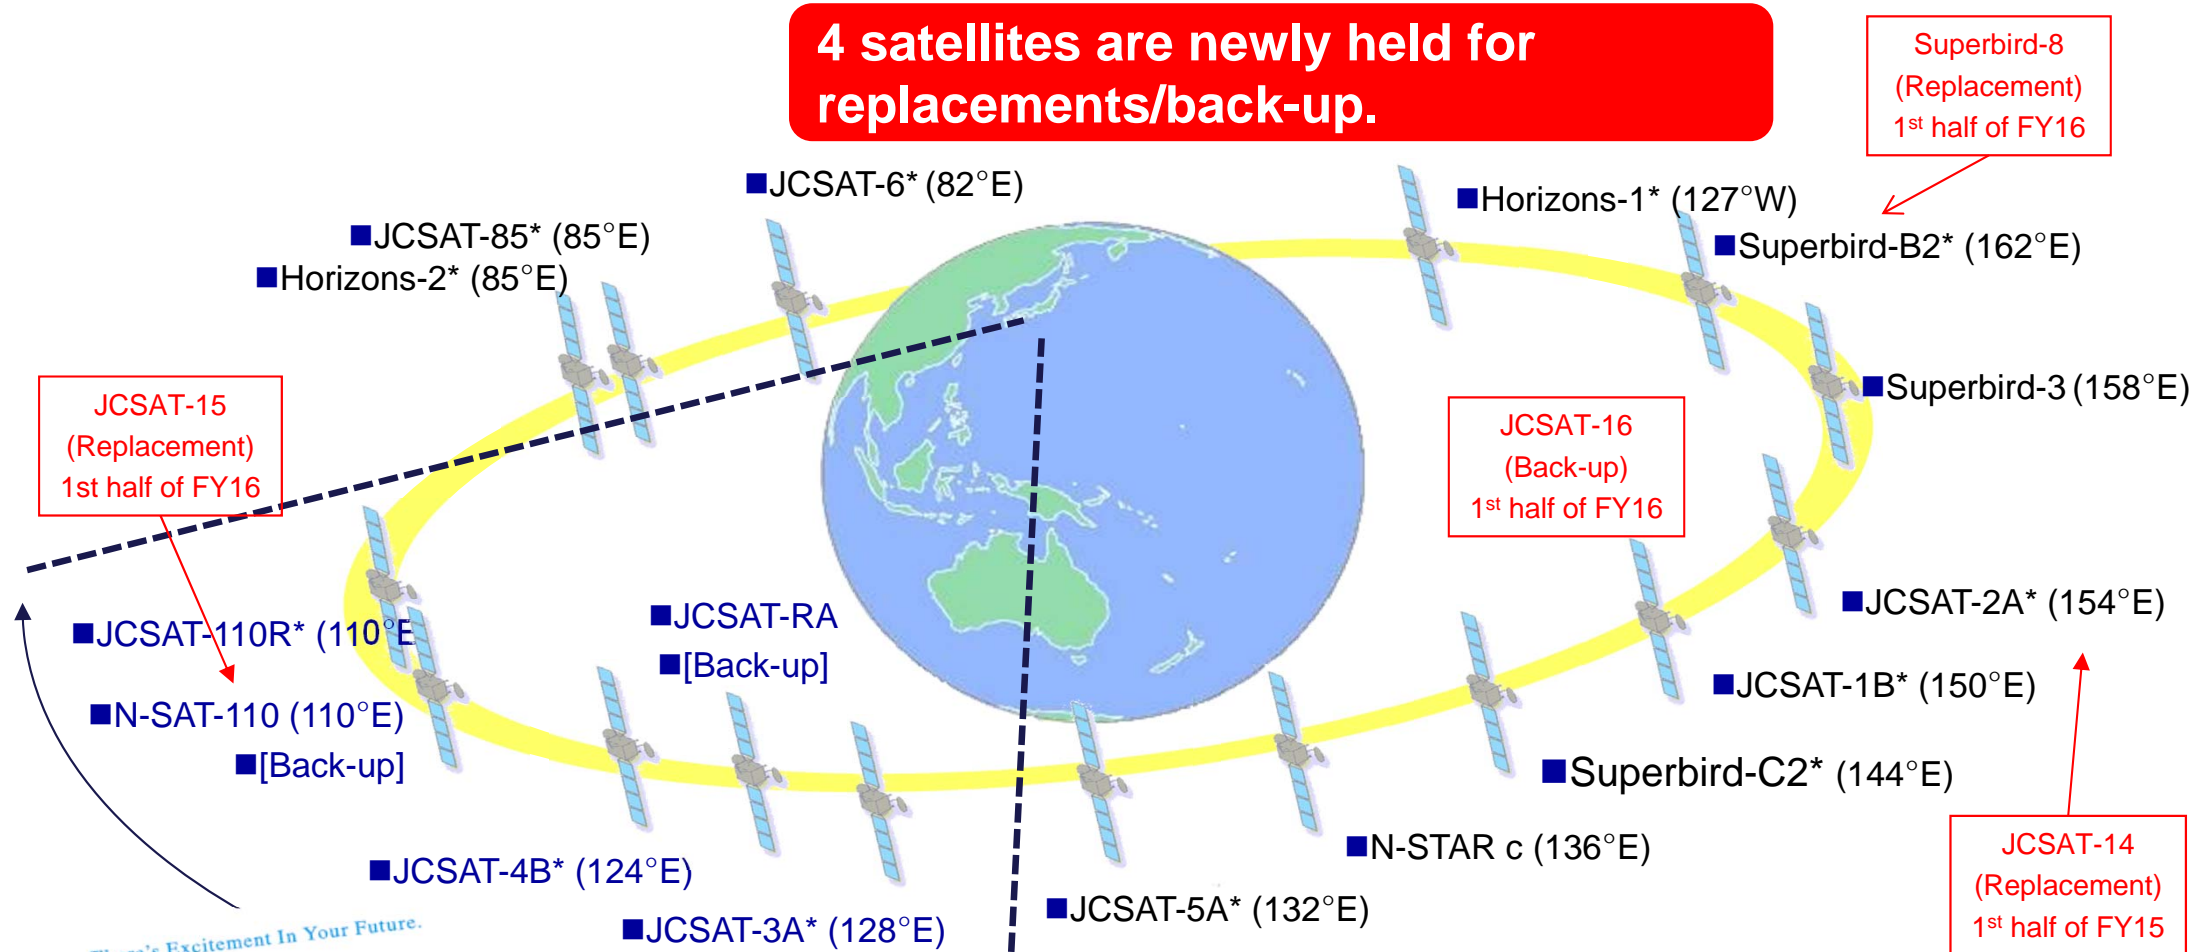 4 satellites are newly held for
replacements/back-up.
Superbird-8
(Replacement)
1st half of FY16
■JCSAT-6* (82°E)
■Horizons-1* (127°W)
■JCSAT-85* (85°E)
■Superbird-B2* (162°E)
■Horizons-2* (85°E)
■Superbird-3 (158°E)
JCSAT-15
(Replacement)
1st half of FY16
JCSAT-16
(Back-up)
1st half of FY16
■JCSAT-110R* (110°E
■JCSAT-RA
■[Back-up]
■JCSAT-2A* (154°E)
■JCSAT-1B* (150°E)
■N-SAT-110 (110°E)
■[Back-up]
■Superbird-C2* (144°E)
■N-STAR c (136°E)
JCSAT-14
(Replacement)
1st half of FY15
■JCSAT-4B* (124°E)
■JCSAT-5A* (132°E)
■JCSAT-3A* (128°E)
There's Excitement In Your Future.